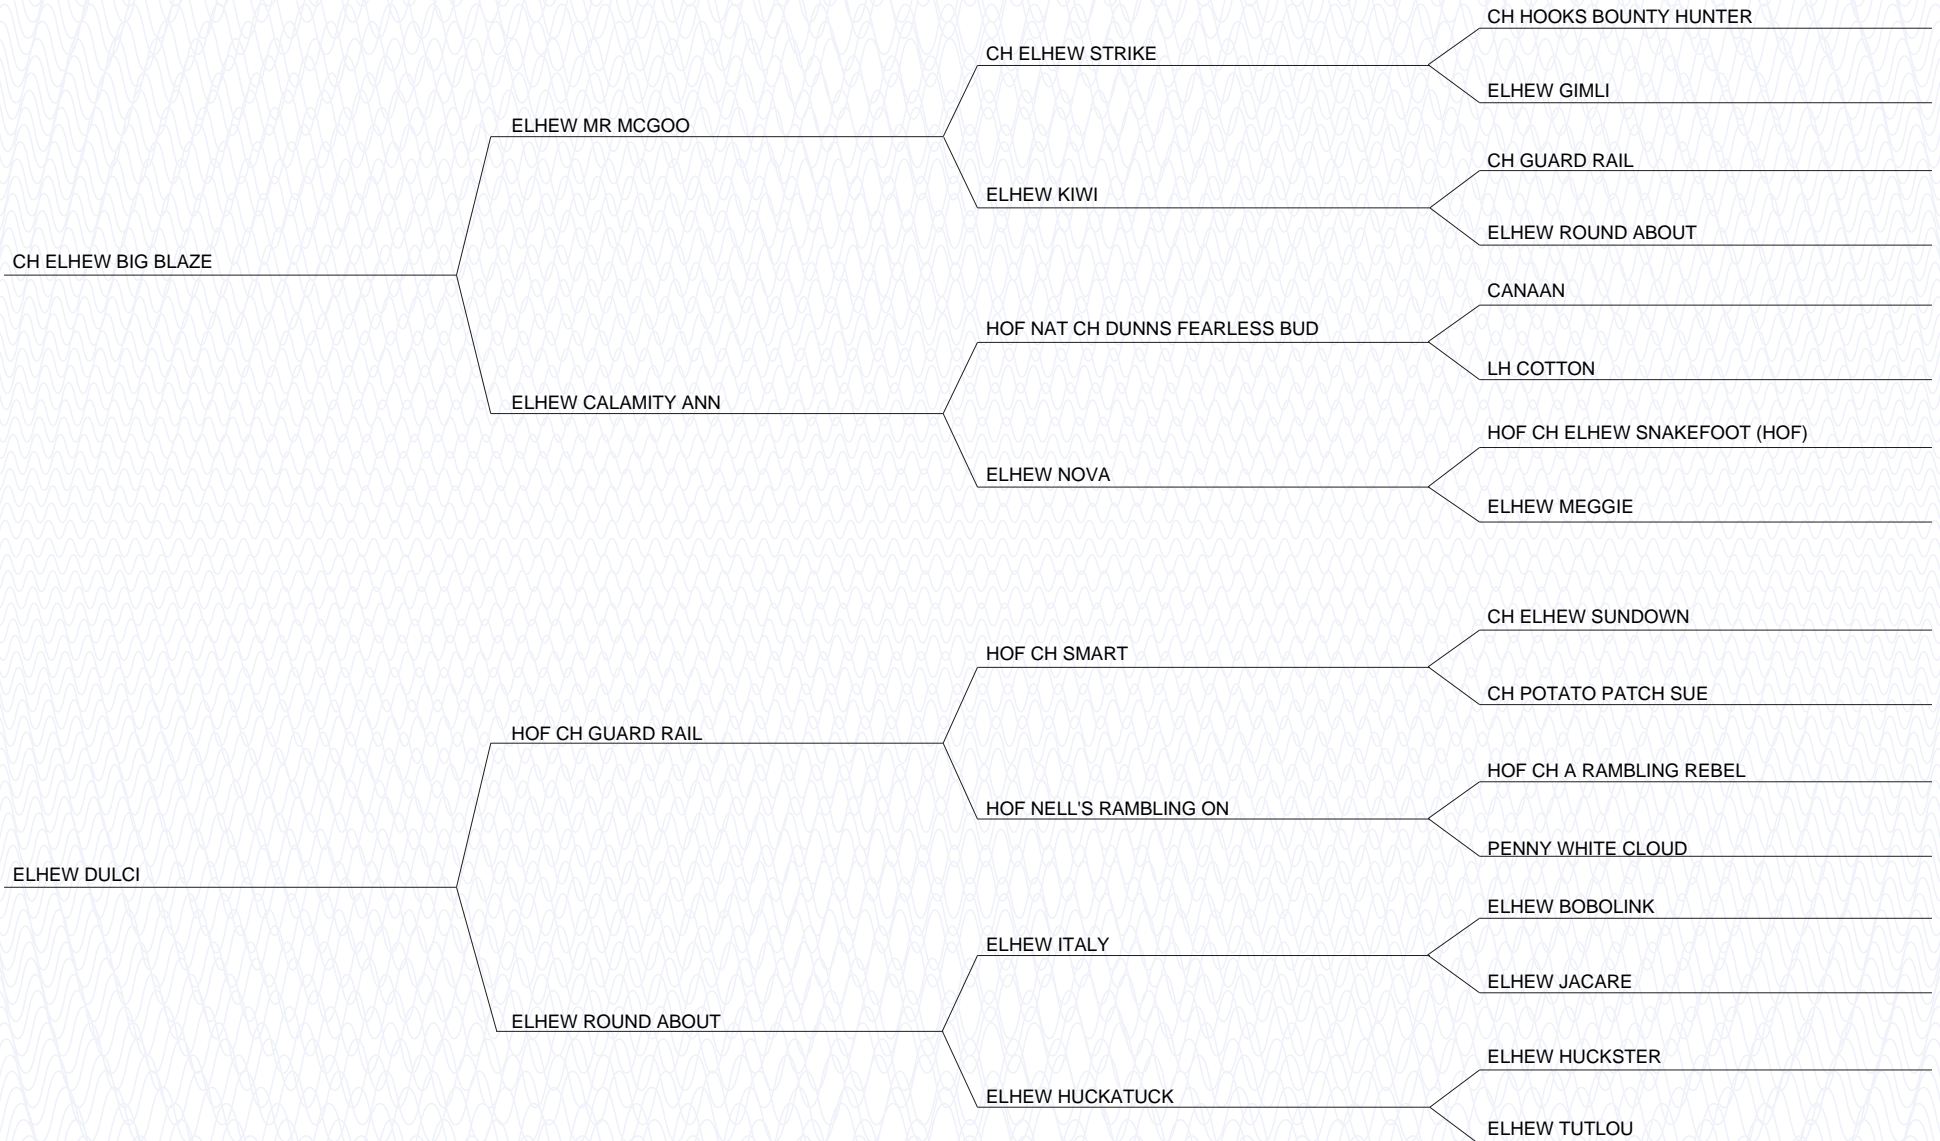 CH HOOKS BOUNTY HUNTER
CH ELHEW STRIKE
ELHEW GIMLI
ELHEW MR MCGOO
CH GUARD RAIL
ELHEW KIWI
ELHEW ROUND ABOUT
CH ELHEW BIG BLAZE
CANAAN
HOF NAT CH DUNNS FEARLESS BUD
LH COTTON
ELHEW CALAMITY ANN
HOF CH ELHEW SNAKEFOOT (HOF)
ELHEW NOVA
ELHEW MEGGIE
CH ELHEW SUNDOWN
HOF CH SMART
CH POTATO PATCH SUE
HOF CH GUARD RAIL
HOF CH A RAMBLING REBEL
HOF NELL'S RAMBLING ON
PENNY WHITE CLOUD
ELHEW DULCI
ELHEW BOBOLINK
ELHEW ITALY
ELHEW JACARE
ELHEW ROUND ABOUT
ELHEW HUCKSTER
ELHEW HUCKATUCK
ELHEW TUTLOU